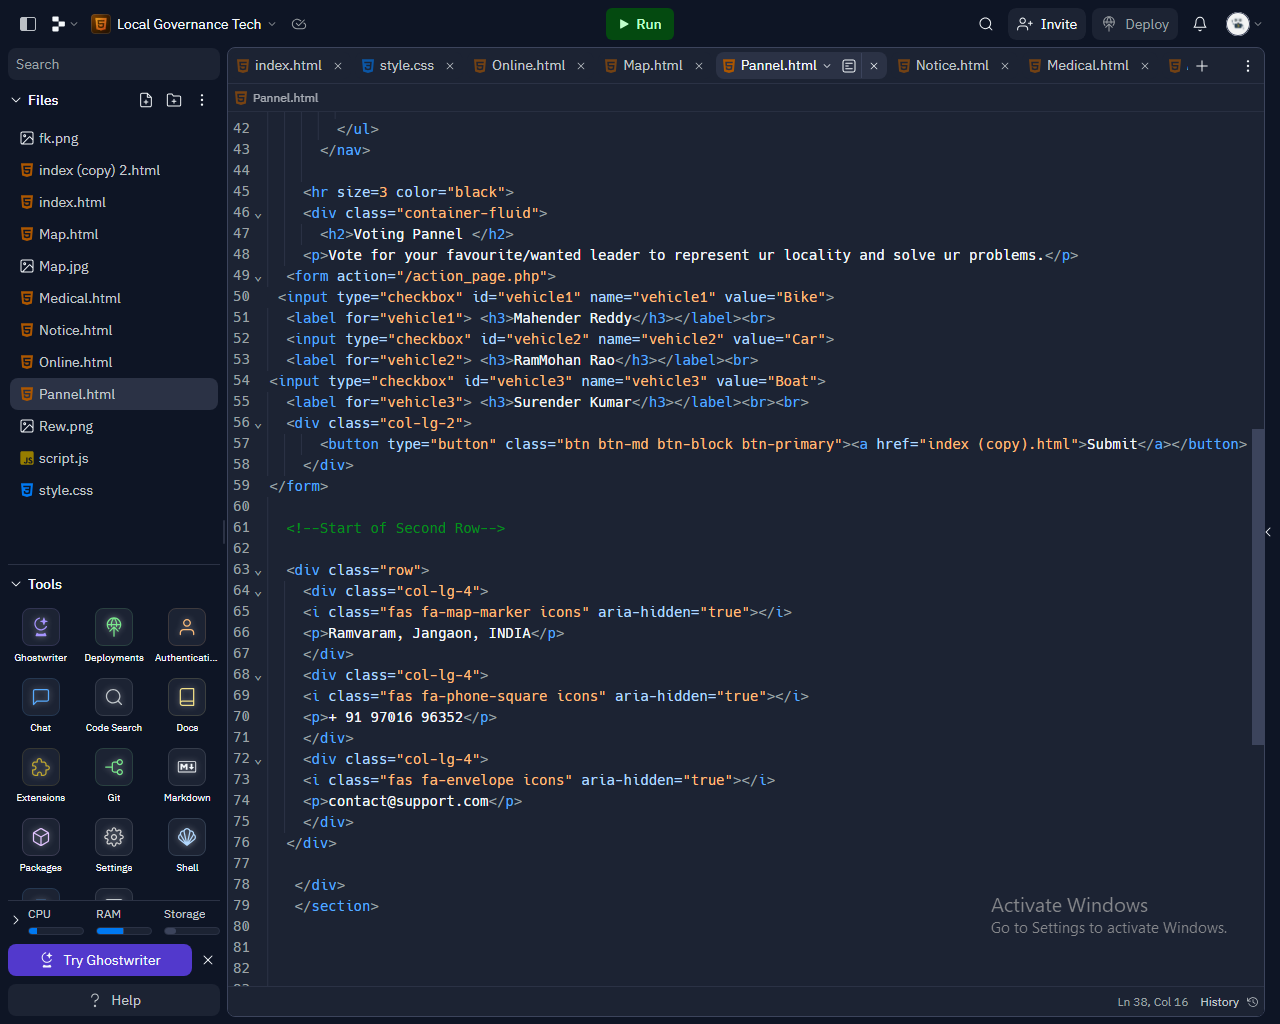 Local Governance Tech
Run
Invite
Deploy
Search
Files
fk.png
index (copy) 2.html
index.html
Map.html
Map.jpg
Medical.html
Notice.html
Online.html
Pannel.html
Rew.png
script.js
style.css
Tools
Ghostwriter
Deployments
Authenticati...
Chat
Code Search
Docs
Extensions
Git
Markdown
Packages
Settings
Shell
CPU
RAM
Storage
Try Ghostwriter
Help
index.html
style.css
Online.html
Map.html
Pannel.html
Notice.html
Medical.html
Pannel.html
42 </ul>
43 </nav>
44
45 <hr size=3 color="black">
46 <div class="container-fluid">
47 <h2>Voting Pannel </h2>
48 <p>Vote for your favourite/wanted leader to represent ur locality and solve ur problems.</p>
49 <form action="/action_page.php">
50 <input type="checkbox" id="vehicle1" name="vehicle1" value="Bike">
51 <label for="vehicle1"> <h3>Mahender Reddy</h3></label><br>
52 <input type="checkbox" id="vehicle2" name="vehicle2" value="Car">
53 <label for="vehicle2"> <h3>RamMohan Rao</h3></label><br>
54 <input type="checkbox" id="vehicle3" name="vehicle3" value="Boat">
55 <label for="vehicle3"> <h3>Surender Kumar</h3></label><br><br>
56 <div class="col-lg-2">
57 <button type="button" class="btn btn-md btn-block btn-primary"><a href="index (copy).html">Submit</a></button>
58 </div>
59 </form>
60
61 <!--Start of Second Row-->
62
63 <div class="row">
64 <div class="col-lg-4">
65 <i class="fas fa-map-marker icons" aria-hidden="true"></i>
66 <p>Ramvaram, Jangaon, INDIA</p>
67 </div>
68 <div class="col-lg-4">
69 <i class="fas fa-phone-square icons" aria-hidden="true"></i>
70 <p>+ 91 97016 96352</p>
71 </div>
72 <div class="col-lg-4">
73 <i class="fas fa-envelope icons" aria-hidden="true"></i>
74 <p>contact@support.com</p>
75 </div>
76 </div>
77
78 </div>
79 </section>
80
81
82
Activate Windows
Go to Settings to activate Windows.
Ln 38, Col 16 History